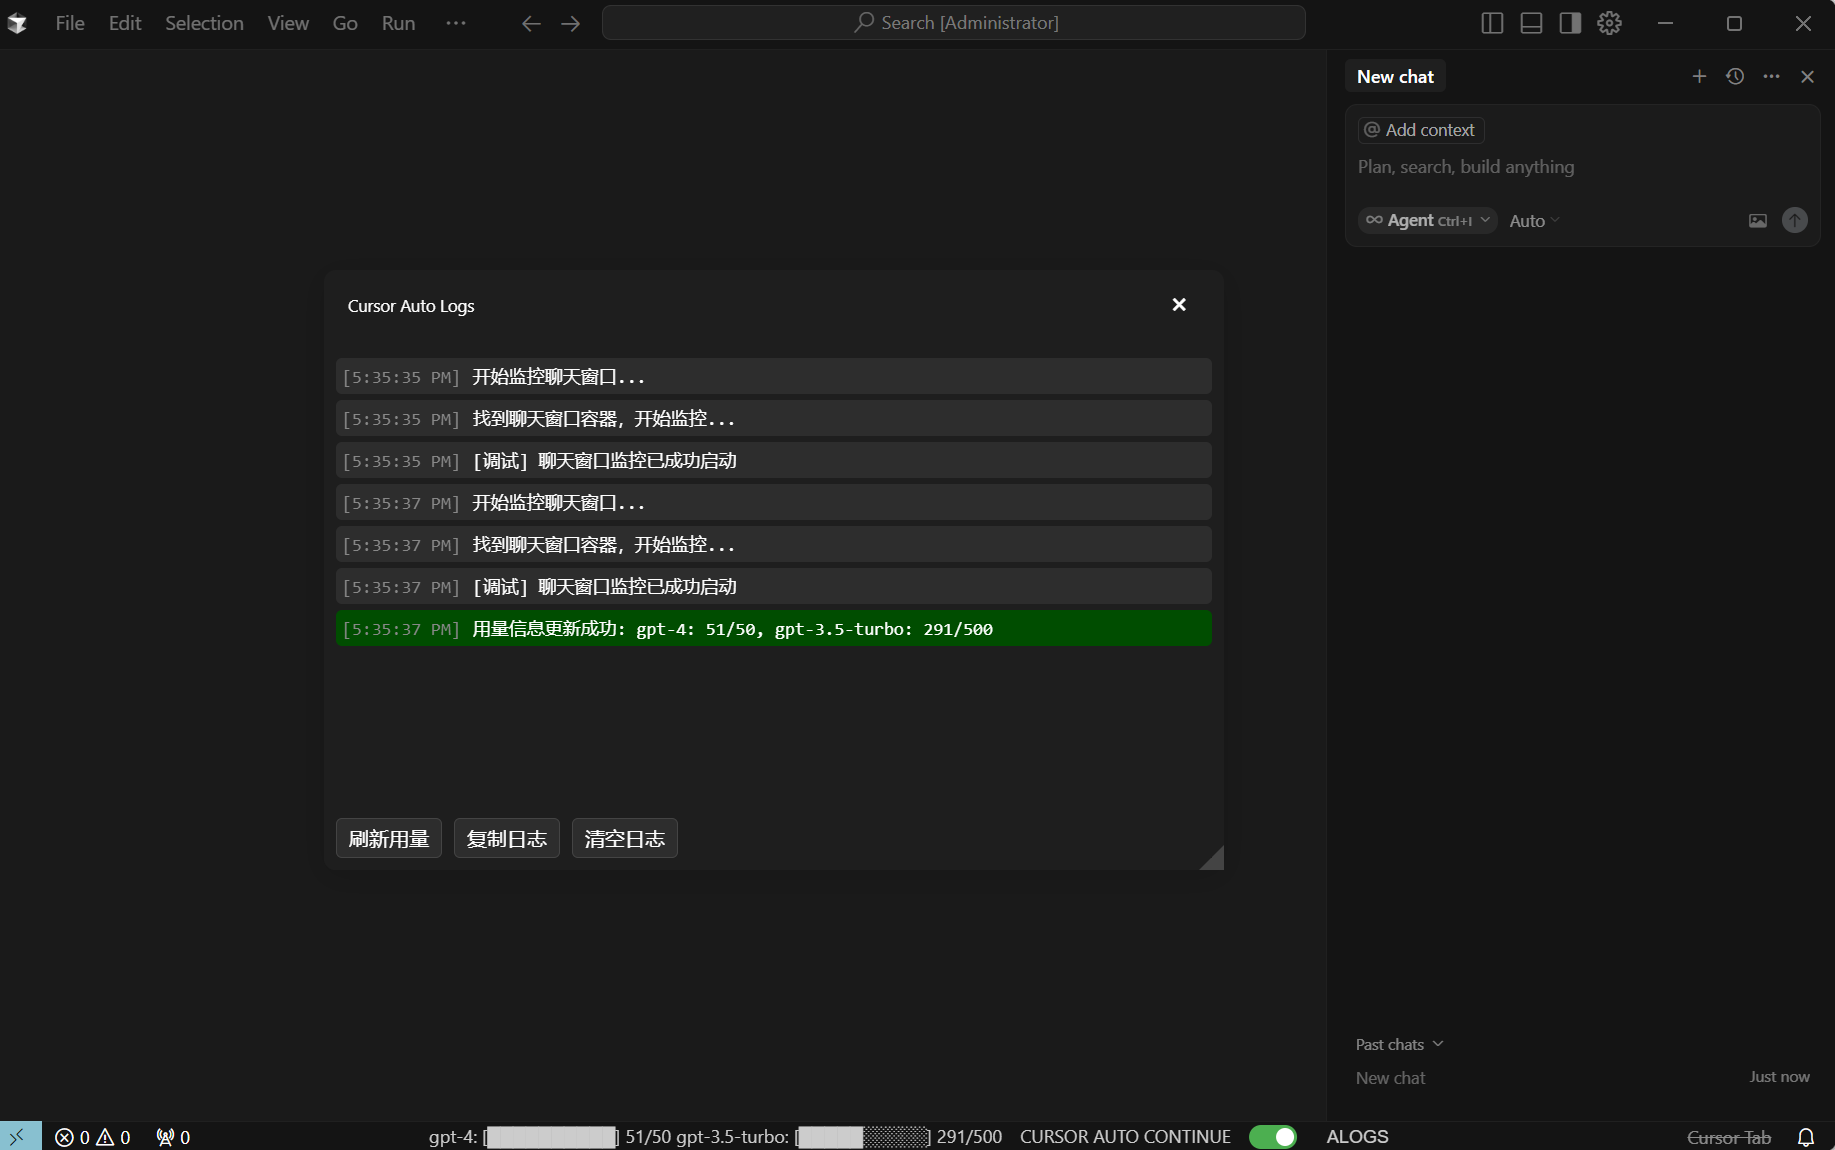 File Edit Selection View Go Run ··· Search [Administrator]
New chat
@ Add context
Plan, search, build anything
Agent Ctrl+I Auto
Cursor Auto Logs
[5:35:35 PM] 开始监控聊天窗口...
[5:35:35 PM] 找到聊天窗口容器，开始监控...
[5:35:35 PM] [调试] 聊天窗口监控已成功启动
[5:35:37 PM] 开始监控聊天窗口...
[5:35:37 PM] 找到聊天窗口容器，开始监控...
[5:35:37 PM] [调试] 聊天窗口监控已成功启动
[5:35:37 PM] 用量信息更新成功: gpt-4: 51/50, gpt-3.5-turbo: 291/500
刷新用量 复制日志 清空日志
Past chats
New chat Just now
0 0 0 gpt-4: [██████████] 51/50 gpt-3.5-turbo: [█████░░░░░] 291/500 CURSOR AUTO CONTINUE ALOGS Cursor Tab